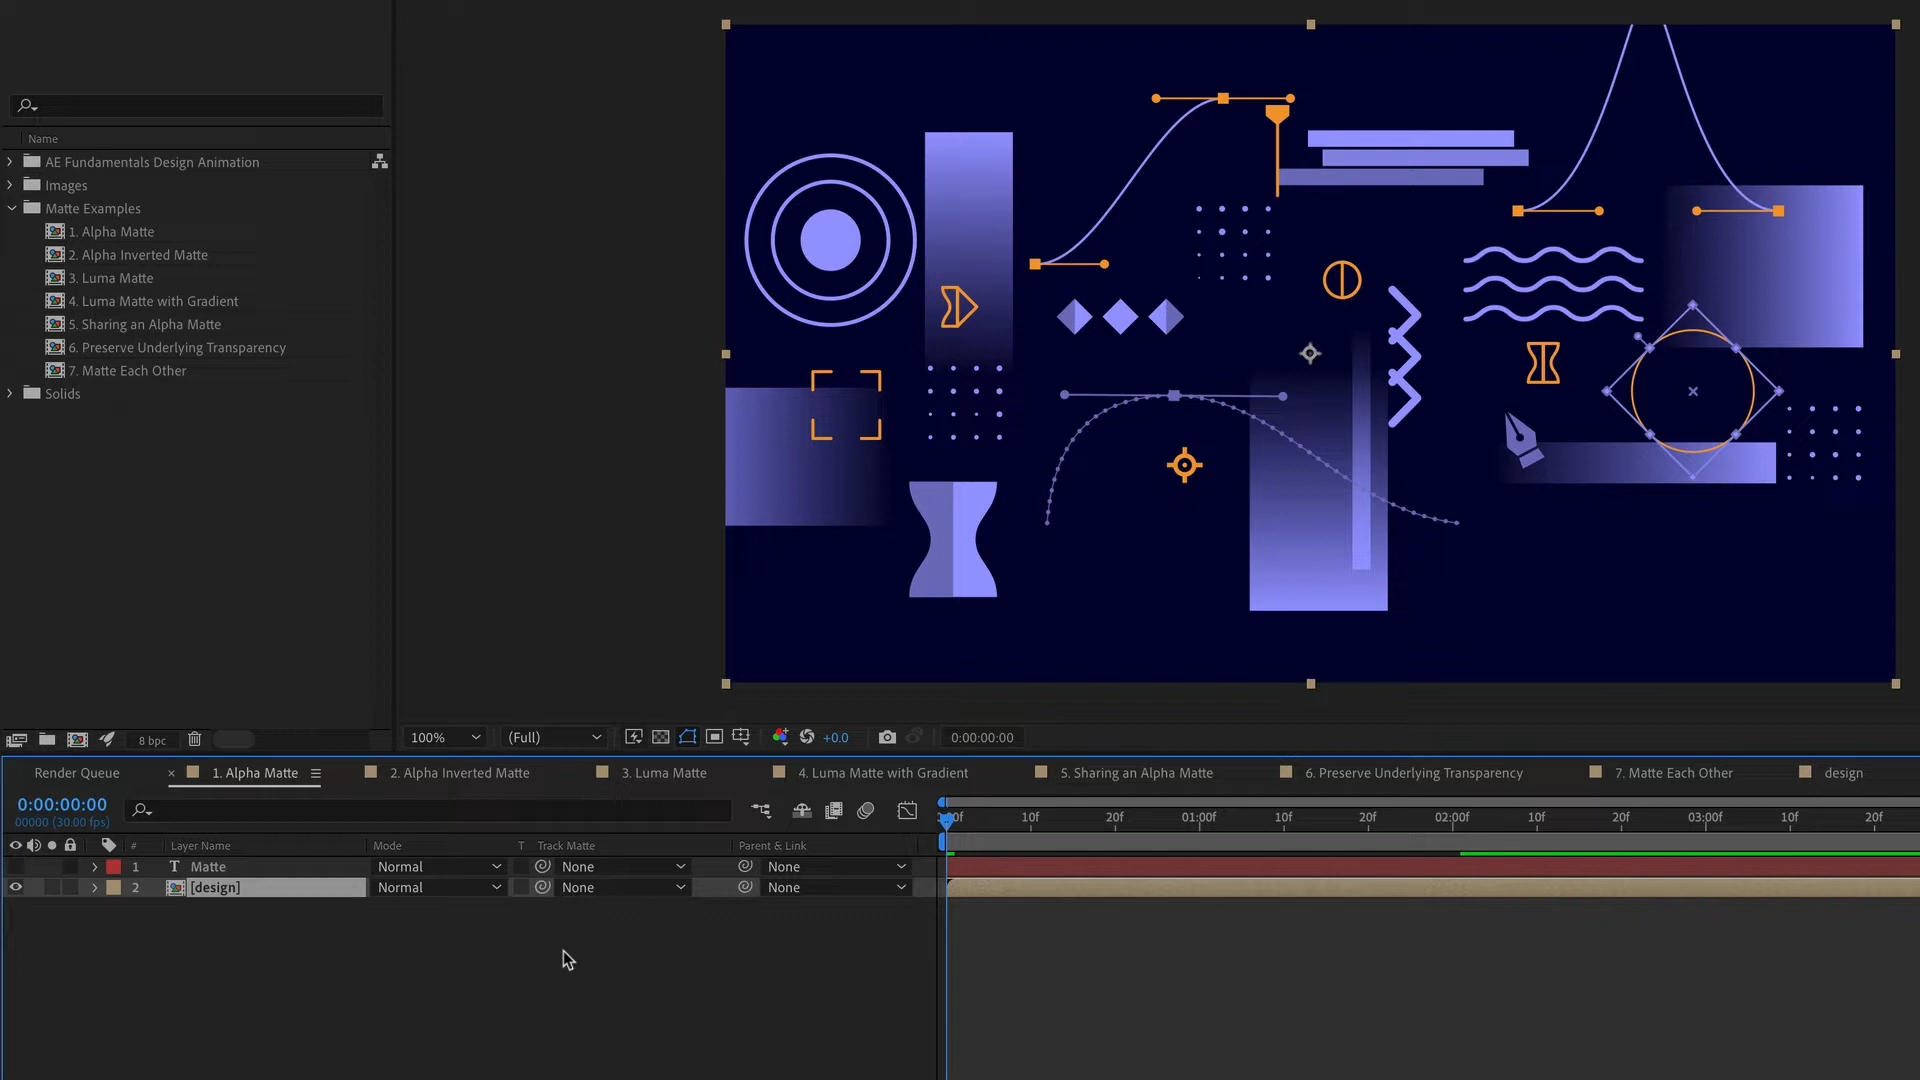 Name
AE Fundamentals Design Animation
Images
Matte Examples
1. Alpha Matte
2. Alpha Inverted Matte
3. Luma Matte
4. Luma Matte with Gradient
5. Sharing an Alpha Matte
6. Preserve Underlying Transparency
7. Matte Each Other
Solids
8 bpc
100% (Full) +0.0 0:00:00:00
Render Queue × 1. Alpha Matte 2. Alpha Inverted Matte 3. Luma Matte 4. Luma Matte with Gradient 5. Sharing an Alpha Matte 6. Preserve Underlying Transparency 7. Matte Each Other design
0:00:00:00
00000 (30.00 fps)
10f 20f 01:00f 10f 20f 02:00f 10f 20f 03:00f 10f 20f
# Layer Name Mode T Track Matte Parent & Link
1 T Matte Normal None None
2 [design] Normal None None